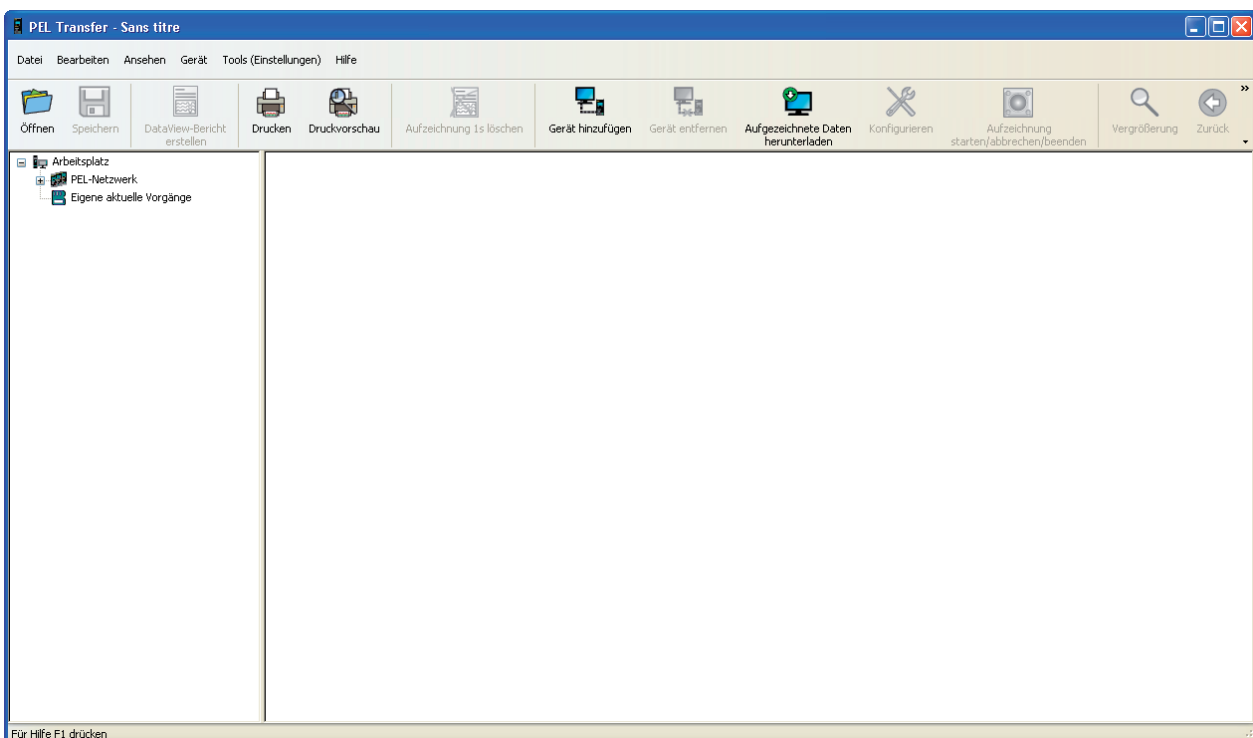 PEL Transfer - Sans titre
Datei Bearbeiten Ansehen Gerät Tools (Einstellungen) Hilfe
Öffnen Speichern DataView-Bericht erstellen Drucken Druckvorschau Aufzeichnung 1s löschen Gerät hinzufügen Gerät entfernen Aufgezeichnete Daten herunterladen Konfigurieren Aufzeichnung starten/abbrechen/beenden Vergrößerung Zurück
Arbeitsplatz
PEL-Netzwerk
Eigene aktuelle Vorgänge
Für Hilfe F1 drücken